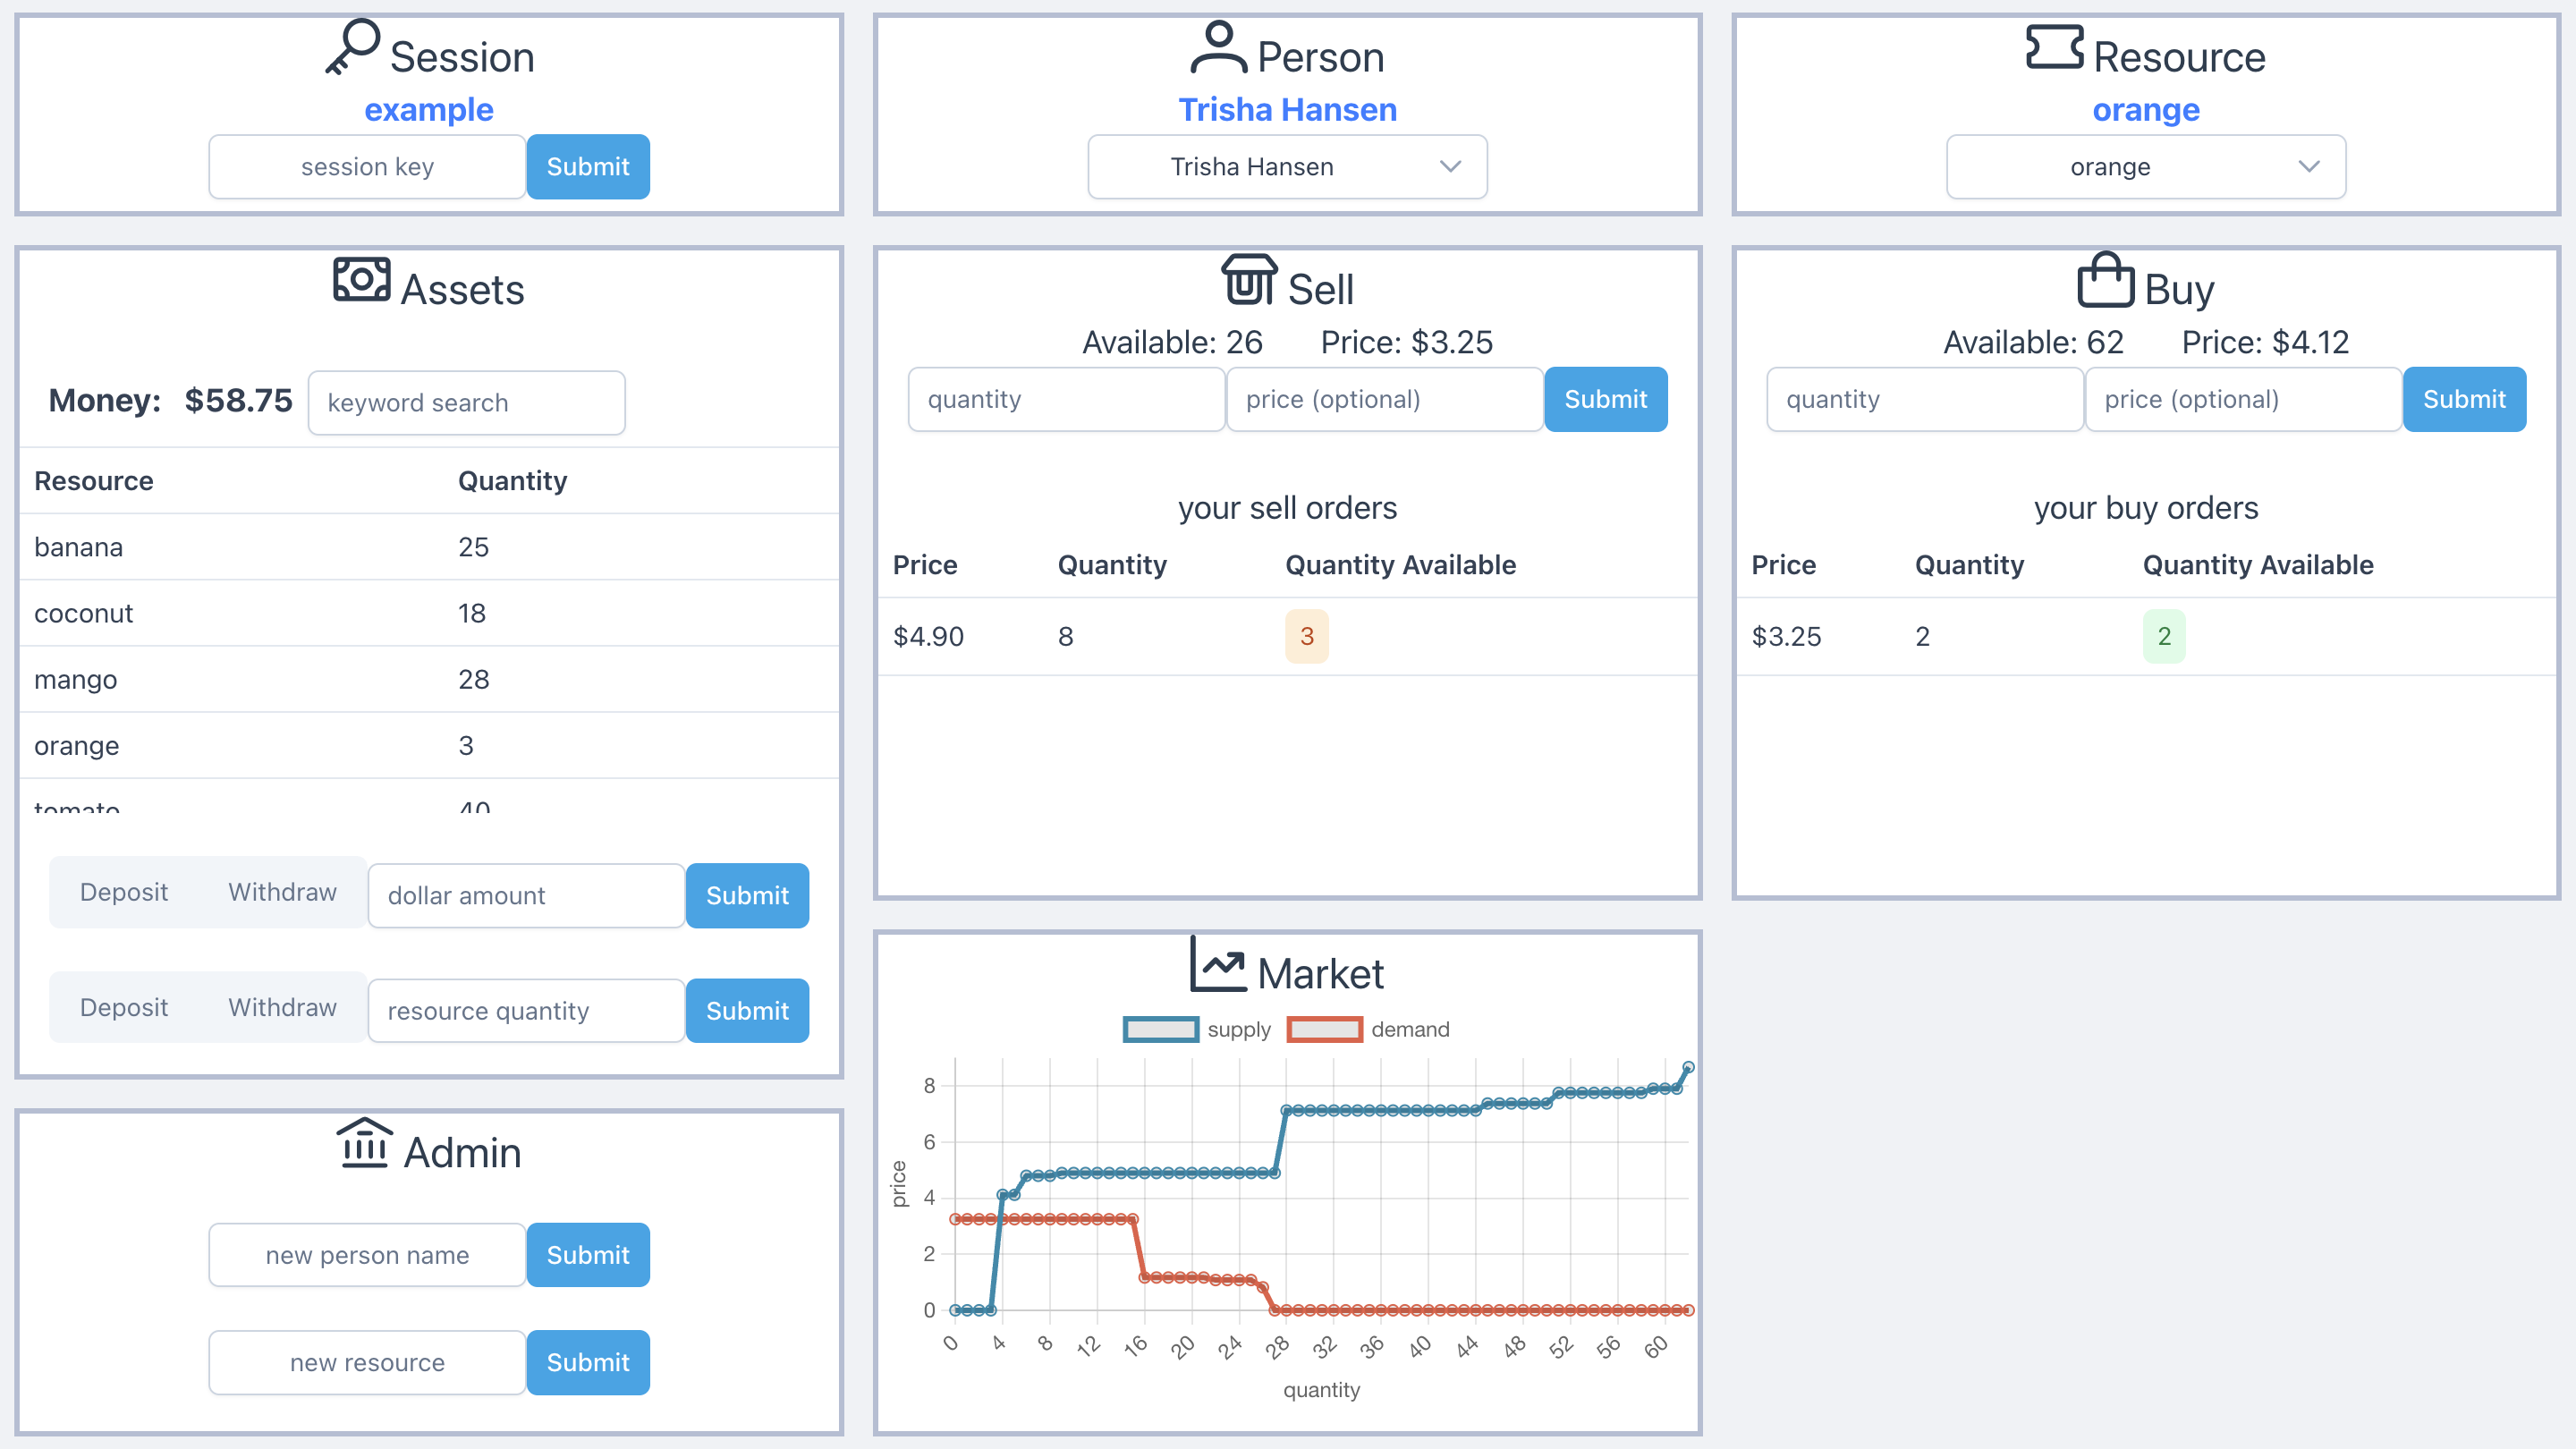 Session
example
session key Submit
Person
Trisha Hansen
Trisha Hansen
Resource
orange
orange
Assets
Money: $58.75 keyword search
Resource Quantity
banana 25
coconut 18
mango 28
orange 3
tomato 40
Deposit Withdraw dollar amount Submit
Deposit Withdraw resource quantity Submit
Sell
Available: 26 Price: $3.25
quantity price (optional) Submit
your sell orders
Price Quantity Quantity Available
$4.90 8 3
Buy
Available: 62 Price: $4.12
quantity price (optional) Submit
your buy orders
Price Quantity Quantity Available
$3.25 2 2
Admin
new person name Submit
new resource Submit
Market
supply demand
8
6
4
2
0
price
0 4 8 12 16 20 24 28 32 36 40 44 48 52 56 60
quantity